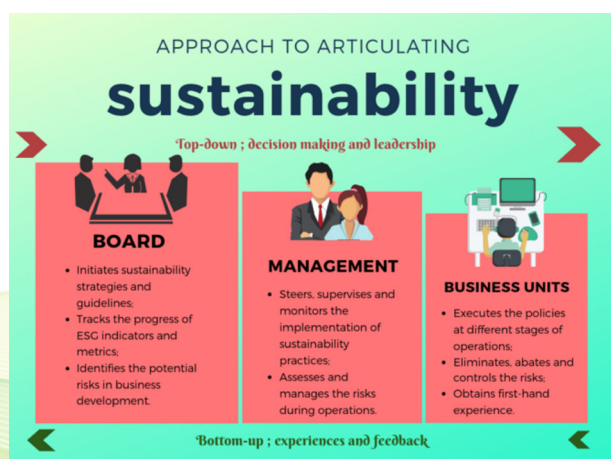 APPROACH TO ARTICULATING
sustainability
Top-down ; decision making and leadership
BOARD
• Initiates sustainability
strategies and
guidelines;
• Tracks the progress of
ESG indicators and
metrics;
• Identifies the potential
risks in business
development.
MANAGEMENT
• Steers, supervises and
monitors the
implementation of
sustainability
practices;
• Assesses and
manages the risks
during operations.
BUSINESS UNITS
• Executes the policies
at different stages of
operations;
• Eliminates, abates and
controls the risks;
• Obtains first-hand
experience.
Bottom-up ; experiences and feedback